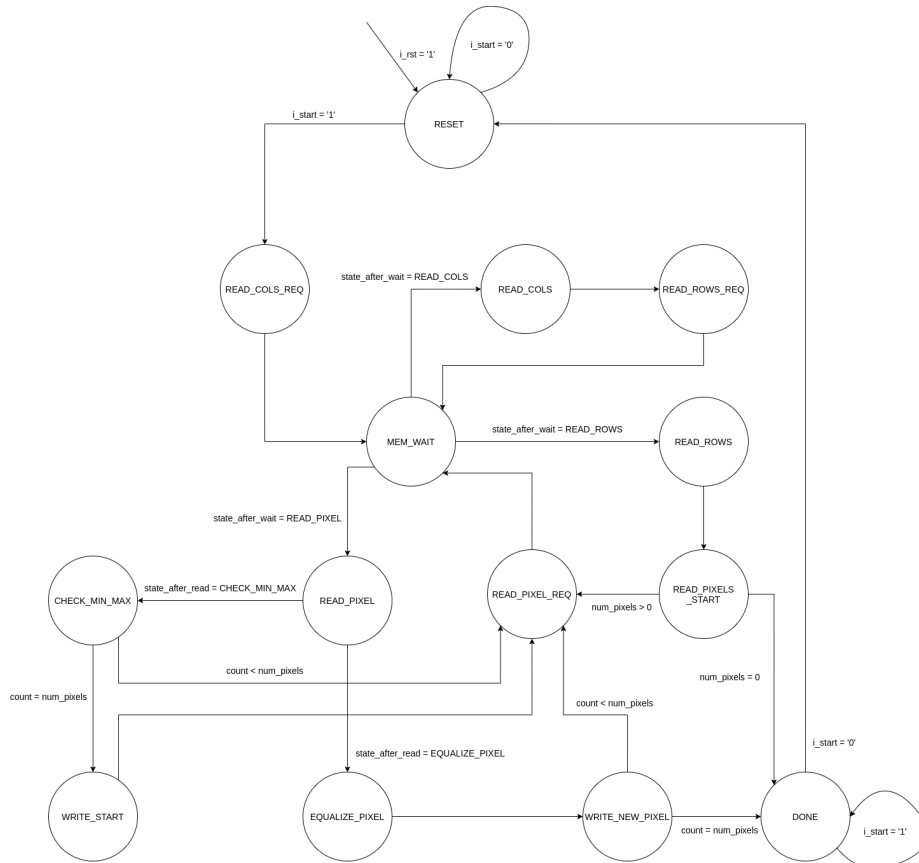 i_start = '0'
i_rst = '1'
i_start = '1'
RESET
READ_COLS_REQ
state_after_wait = READ_COLS
READ_COLS
READ_ROWS_REQ
MEM_WAIT
state_after_wait = READ_ROWS
READ_ROWS
state_after_wait = READ_PIXEL
CHECK_MIN_MAX
state_after_read = CHECK_MIN_MAX
READ_PIXEL
READ_PIXEL_REQ
num_pixels > 0
READ_PIXELS
_START
count < num_pixels
num_pixels = 0
count = num_pixels
count < num_pixels
i_start = '0'
state_after_read = EQUALIZE_PIXEL
WRITE_START
EQUALIZE_PIXEL
WRITE_NEW_PIXEL
count = num_pixels
DONE
i_start = '1'